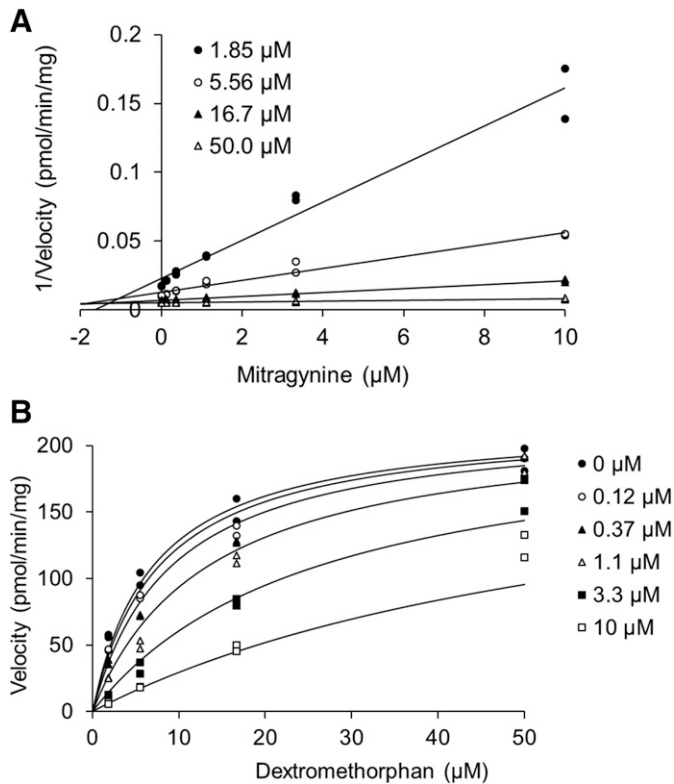 A
0.2
0.15
0.1
0.05
0
1/Velocity (pmol/min/mg)
1.85 µM
5.56 µM
16.7 µM
50.0 µM
-2 0 2 4 6 8 10
Mitragynine (µM)
B
200
150
100
50
0
Velocity (pmol/min/mg)
0 µM
0.12 µM
0.37 µM
1.1 µM
3.3 µM
10 µM
0 10 20 30 40 50
Dextromethorphan (µM)